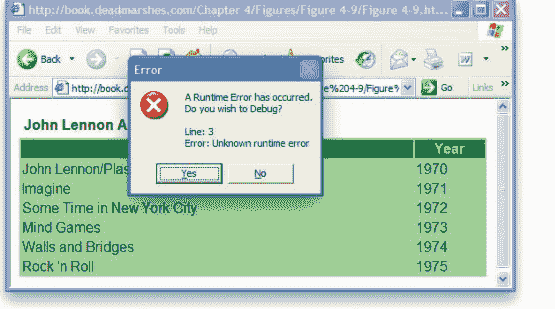 http://book.deadmarshes.com/Chapter 4/Figures/Figure 4-9/Figure 4-9.ht...
File Edit View Favorites Tools Help
Back
Address http://book.d
%204-9/Figure% Go Links »
Error
A Runtime Error has occurred.
Do you wish to Debug?
Line: 3
Error: Unknown runtime error
Yes No
John Lennon A
Year
John Lennon/Plas 1970
Imagine 1971
Some Time in New York City 1972
Mind Games 1973
Walls and Bridges 1974
Rock 'n Roll 1975